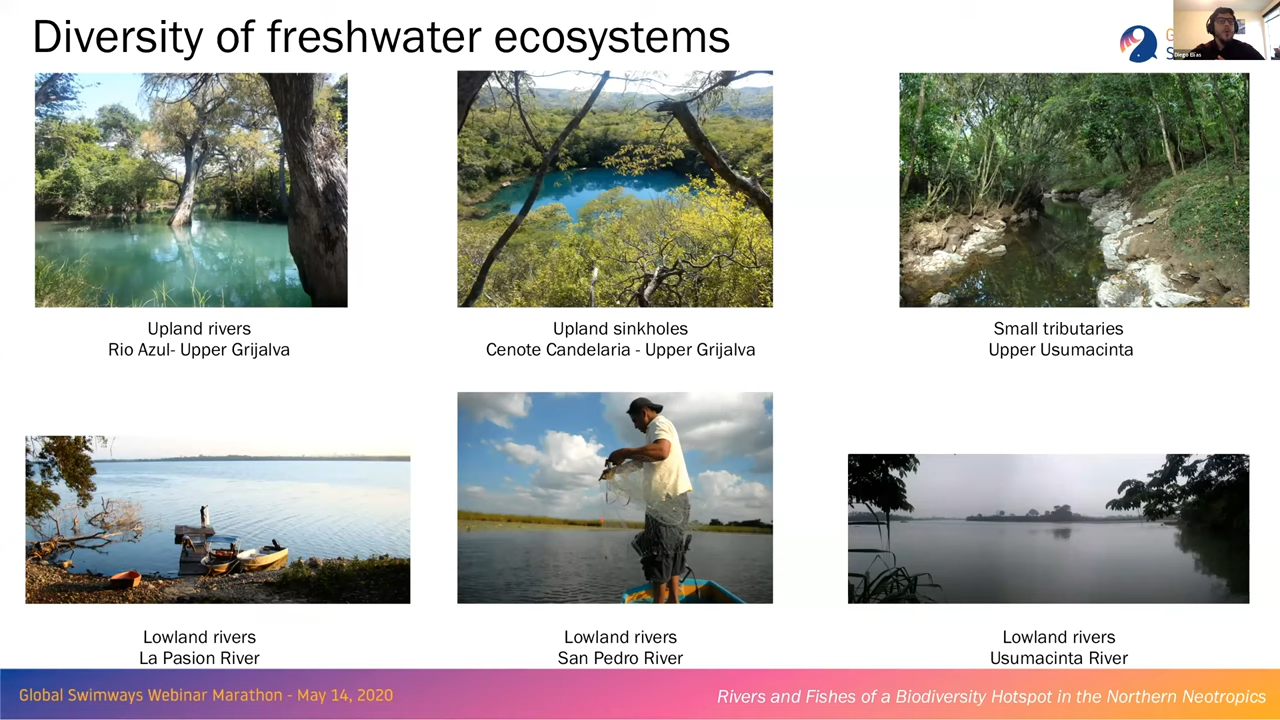 Diversity of freshwater ecosystems
Diego Elías
Upland rivers
Rio Azul- Upper Grijalva
Upland sinkholes
Cenote Candelaria - Upper Grijalva
Small tributaries
Upper Usumacinta
Lowland rivers
La Pasion River
Lowland rivers
San Pedro River
Lowland rivers
Usumacinta River
Global Swimways Webinar Marathon - May 14, 2020
Rivers and Fishes of a Biodiversity Hotspot in the Northern Neotropics